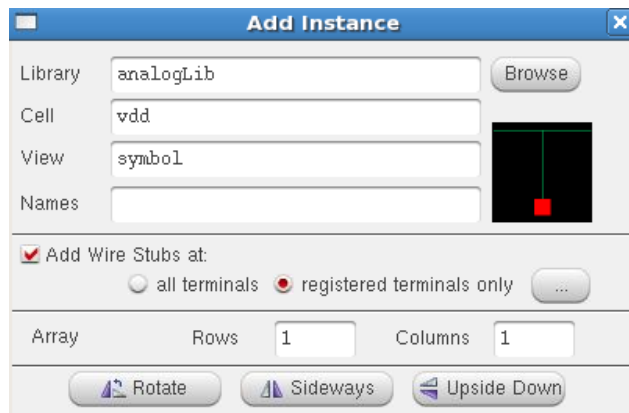 Add Instance
Library analogLib Browse
Cell vdd
View symbol
Names
Add Wire Stubs at:
all terminals registered terminals only ...
Array Rows 1 Columns 1
Rotate Sideways Upside Down